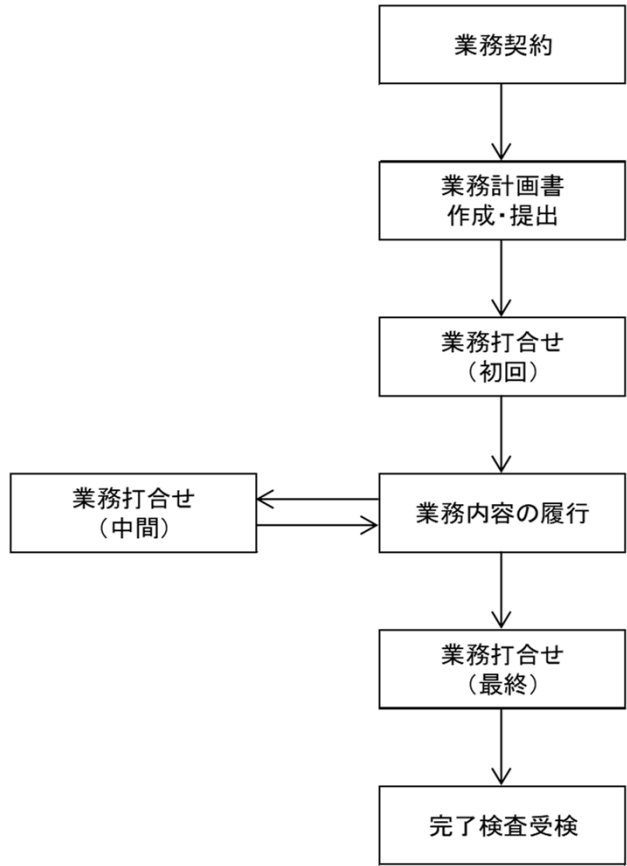 業務契約
業務計画書
作成・提出
業務打合せ
（初回）
業務打合せ
（中間）
業務内容の履行
業務打合せ
（最終）
完了検査受検